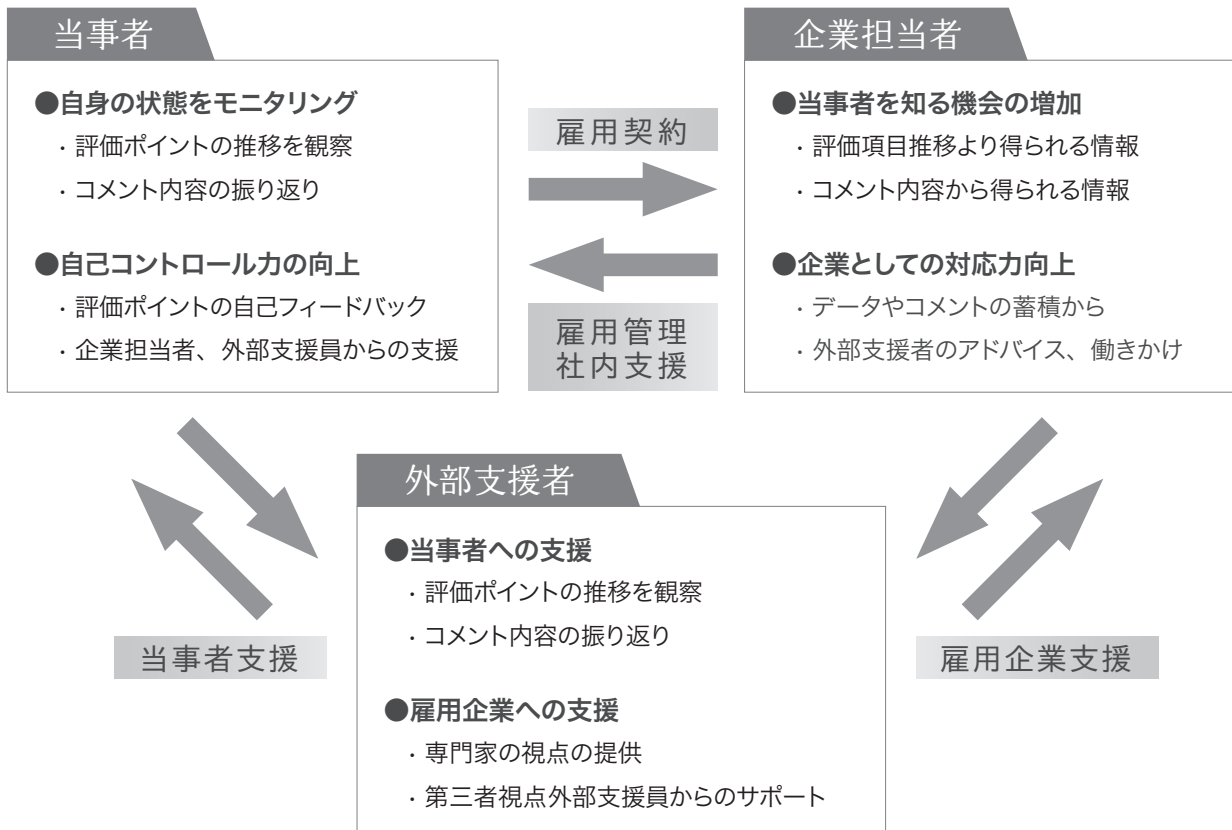 当事者
●自身の状態をモニタリング
・評価ポイントの推移を観察
・コメント内容の振り返り
●自己コントロール力の向上
・評価ポイントの自己フィードバック
・企業担当者、外部支援員からの支援
雇用契約
雇用管理
社内支援
企業担当者
●当事者を知る機会の増加
・評価項目推移より得られる情報
・コメント内容から得られる情報
●企業としての対応力向上
・データやコメントの蓄積から
・外部支援者のアドバイス、働きかけ
外部支援者
●当事者への支援
・評価ポイントの推移を観察
・コメント内容の振り返り
●雇用企業への支援
・専門家の視点の提供
・第三者視点外部支援員からのサポート
当事者支援
雇用企業支援